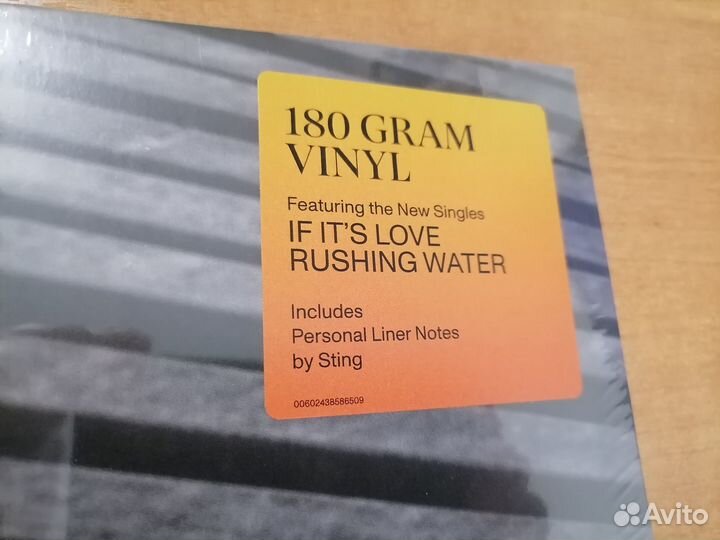 180 GRAM
VINYL
Featuring the New Singles
IF IT'S LOVE
RUSHING WATER
Includes
Personal Liner Notes
by Sting
00602438586509
Avito